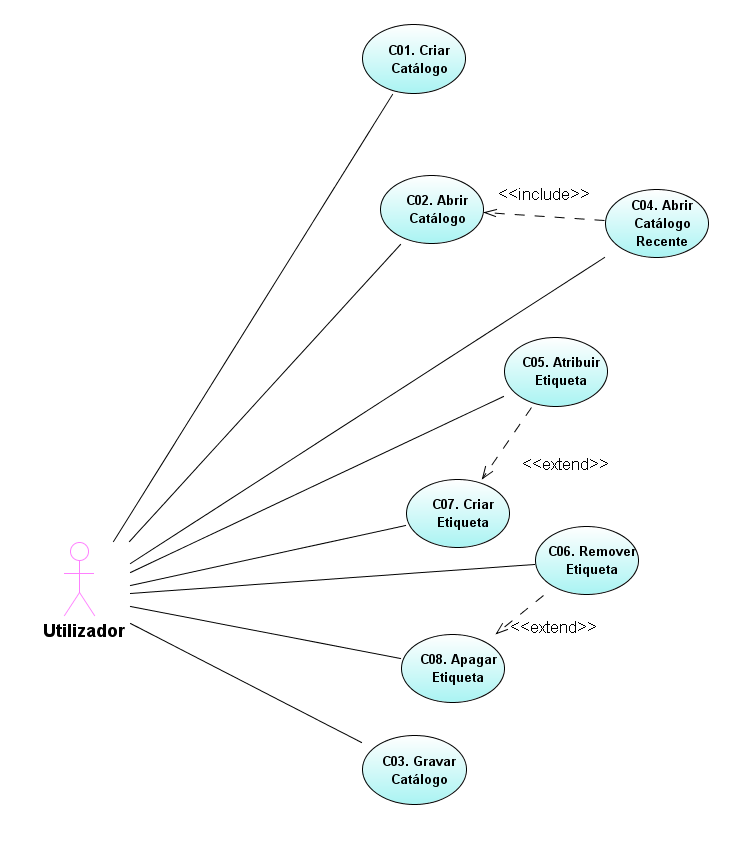 C01. Criar
Catálogo
<<include>>
C02. Abrir
Catálogo
C04. Abrir
Catálogo
Recente
C05. Atribuir
Etiqueta
<<extend>>
C07. Criar
Etiqueta
C06. Remover
Etiqueta
<<extend>>
Utilizador
C08. Apagar
Etiqueta
C03. Gravar
Catálogo